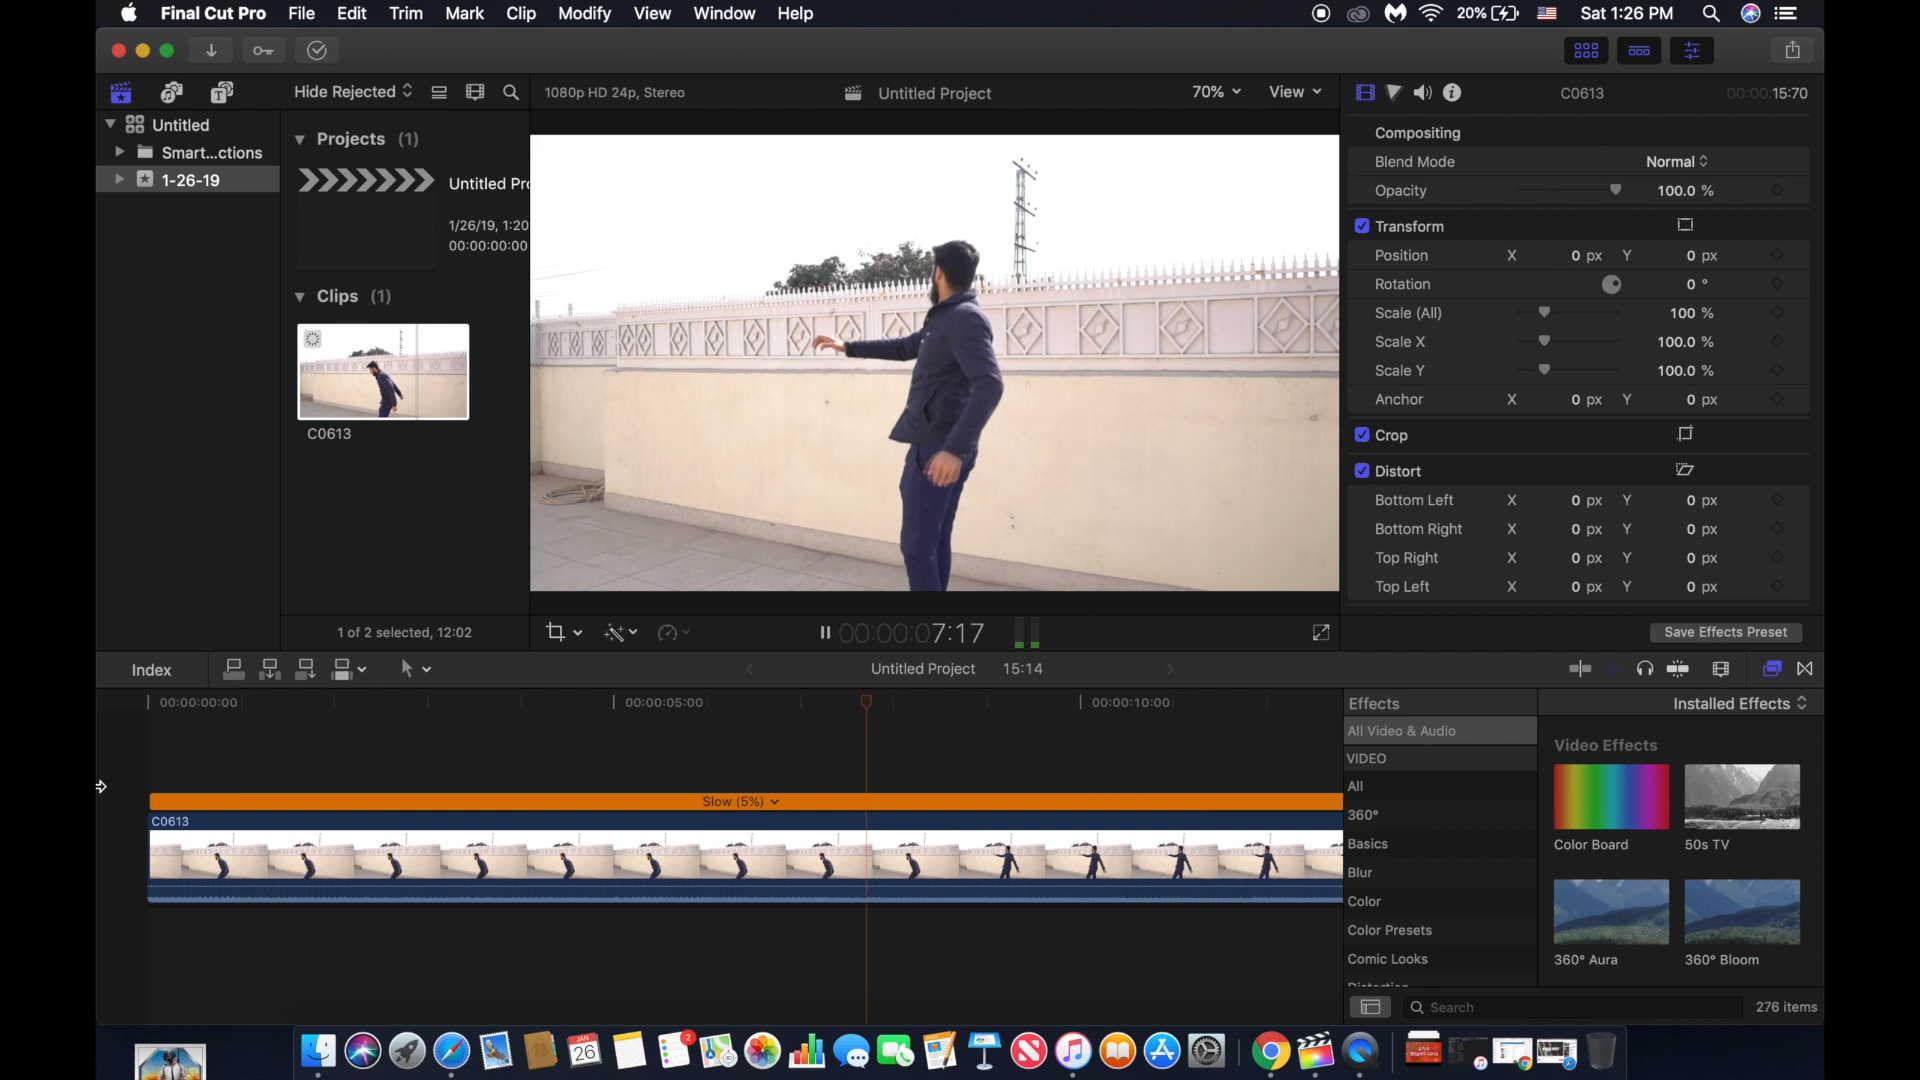 Final Cut Pro File Edit Trim Mark Clip Modify View Window Help
20% Sat 1:26 PM
Hide Rejected
1080p HD 24p, Stereo
Untitled Project
70% View
C0613
00:00:15:70
Untitled
Smart...ctions
1-26-19
Projects (1)
Untitled Pro
1/26/19, 1:20
00:00:00:00
Clips (1)
C0613
1 of 2 selected, 12:02
00:00:07:17
Compositing
Blend Mode Normal
Opacity 100.0 %
Transform
Position X 0 px Y 0 px
Rotation 0 °
Scale (All) 100 %
Scale X 100.0 %
Scale Y 100.0 %
Anchor X 0 px Y 0 px
Crop
Distort
Bottom Left X 0 px Y 0 px
Bottom Right X 0 px Y 0 px
Top Right X 0 px Y 0 px
Top Left X 0 px Y 0 px
Save Effects Preset
Index
Untitled Project 15:14
00:00:00:00 00:00:05:00 00:00:10:00
Slow (5%)
C0613
Effects
Installed Effects
All Video & Audio
VIDEO
All
360°
Basics
Blur
Color
Color Presets
Comic Looks
Distortion
Video Effects
Color Board
50s TV
360° Aura
360° Bloom
Search
276 items
JAN
26
2